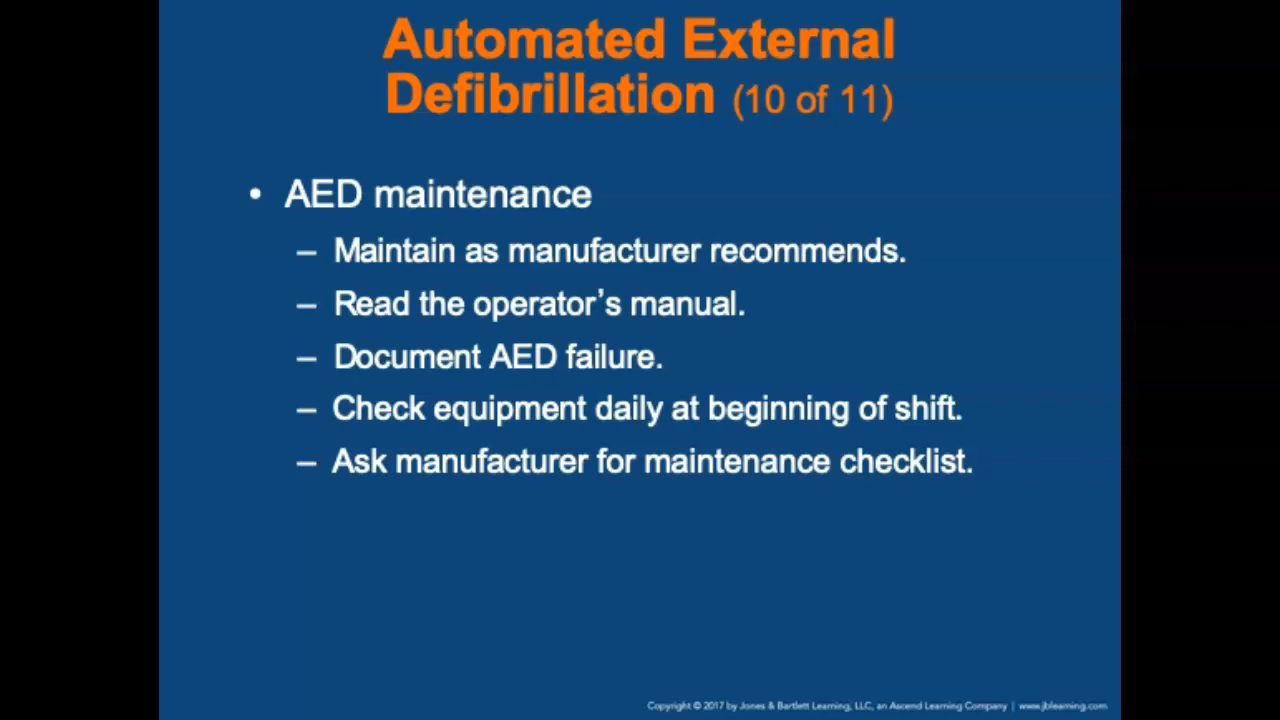 Automated External
Defibrillation (10 of 11)
• AED maintenance
– Maintain as manufacturer recommends.
– Read the operator’s manual.
– Document AED failure.
– Check equipment daily at beginning of shift.
– Ask manufacturer for maintenance checklist.
Copyright © 2017 by Jones & Bartlett Learning, LLC, an Ascend Learning Company | www.jblearning.com